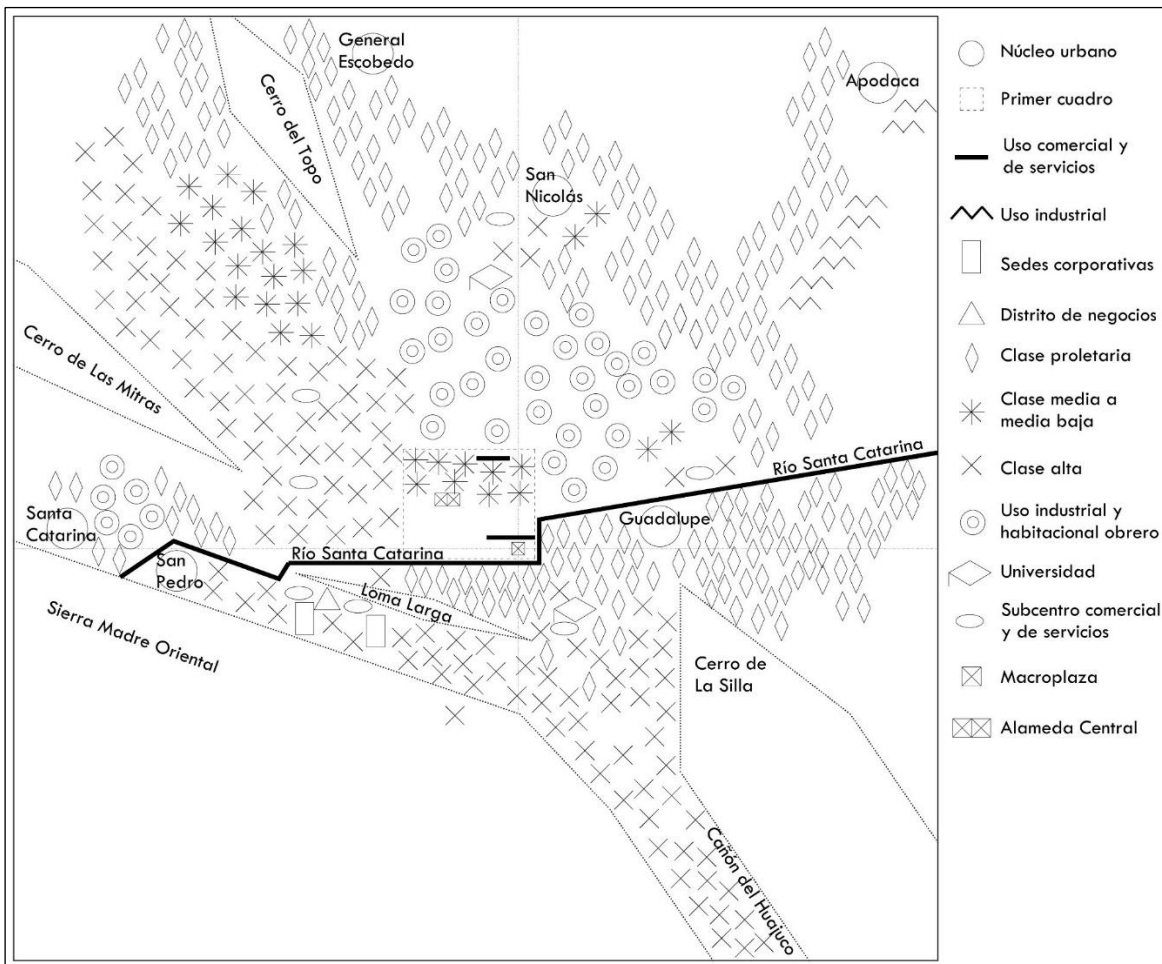 General
Escobedo
Apodaca
Cerro del Topo
San
Nicolás
Cerro de Las Mitras
Santa
Catarina
San
Pedro
Río Santa Catarina
Río Santa Catarina
Guadalupe
Loma Larga
Sierra Madre Oriental
Cerro de
La Silla
Cañón del Huajuco
Núcleo urbano
Primer cuadro
Uso comercial y
de servicios
Uso industrial
Sedes corporativas
Distrito de negocios
Clase proletaria
Clase media a
media baja
Clase alta
Uso industrial y
habitacional obrero
Universidad
Subcentro comercial
y de servicios
Macroplaza
Alameda Central